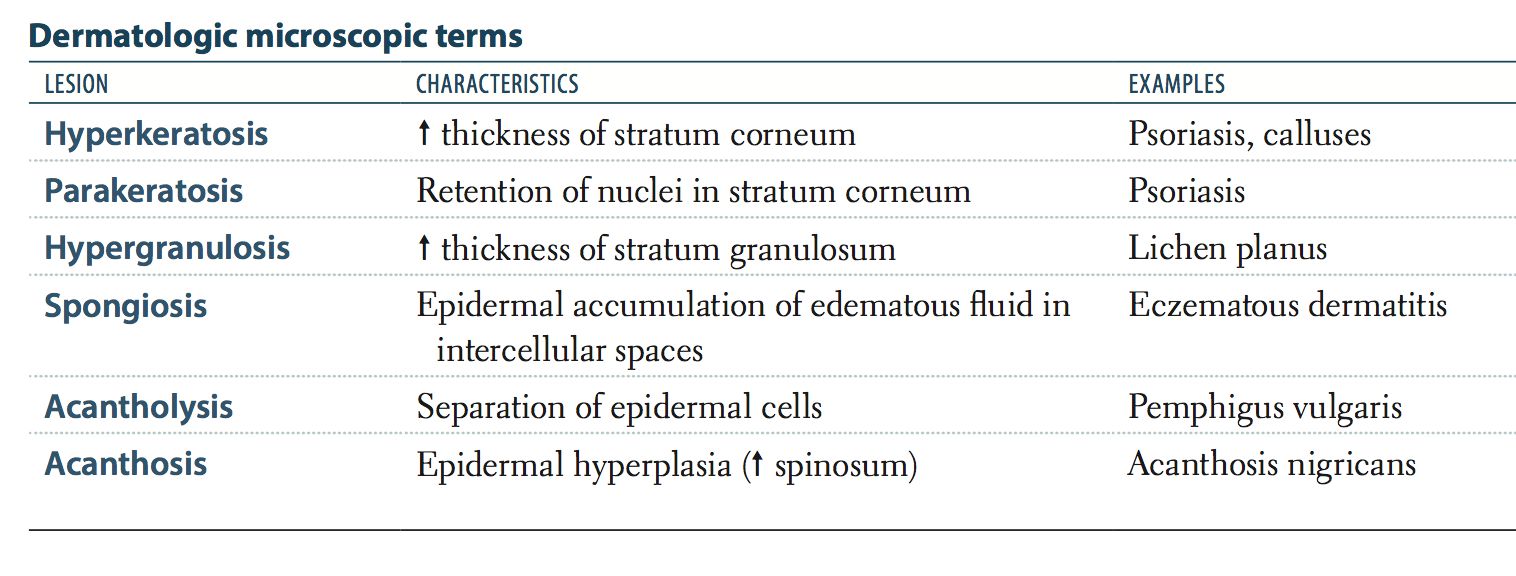 Dermatologic microscopic terms
LESION CHARACTERISTICS EXAMPLES
Hyperkeratosis ↑ thickness of stratum corneum Psoriasis, calluses
Parakeratosis Retention of nuclei in stratum corneum Psoriasis
Hypergranulosis ↑ thickness of stratum granulosum Lichen planus
Spongiosis Epidermal accumulation of edematous fluid in Eczematous dermatitis
intercellular spaces
Acantholysis Separation of epidermal cells Pemphigus vulgaris
Acanthosis Epidermal hyperplasia (↑ spinosum) Acanthosis nigricans